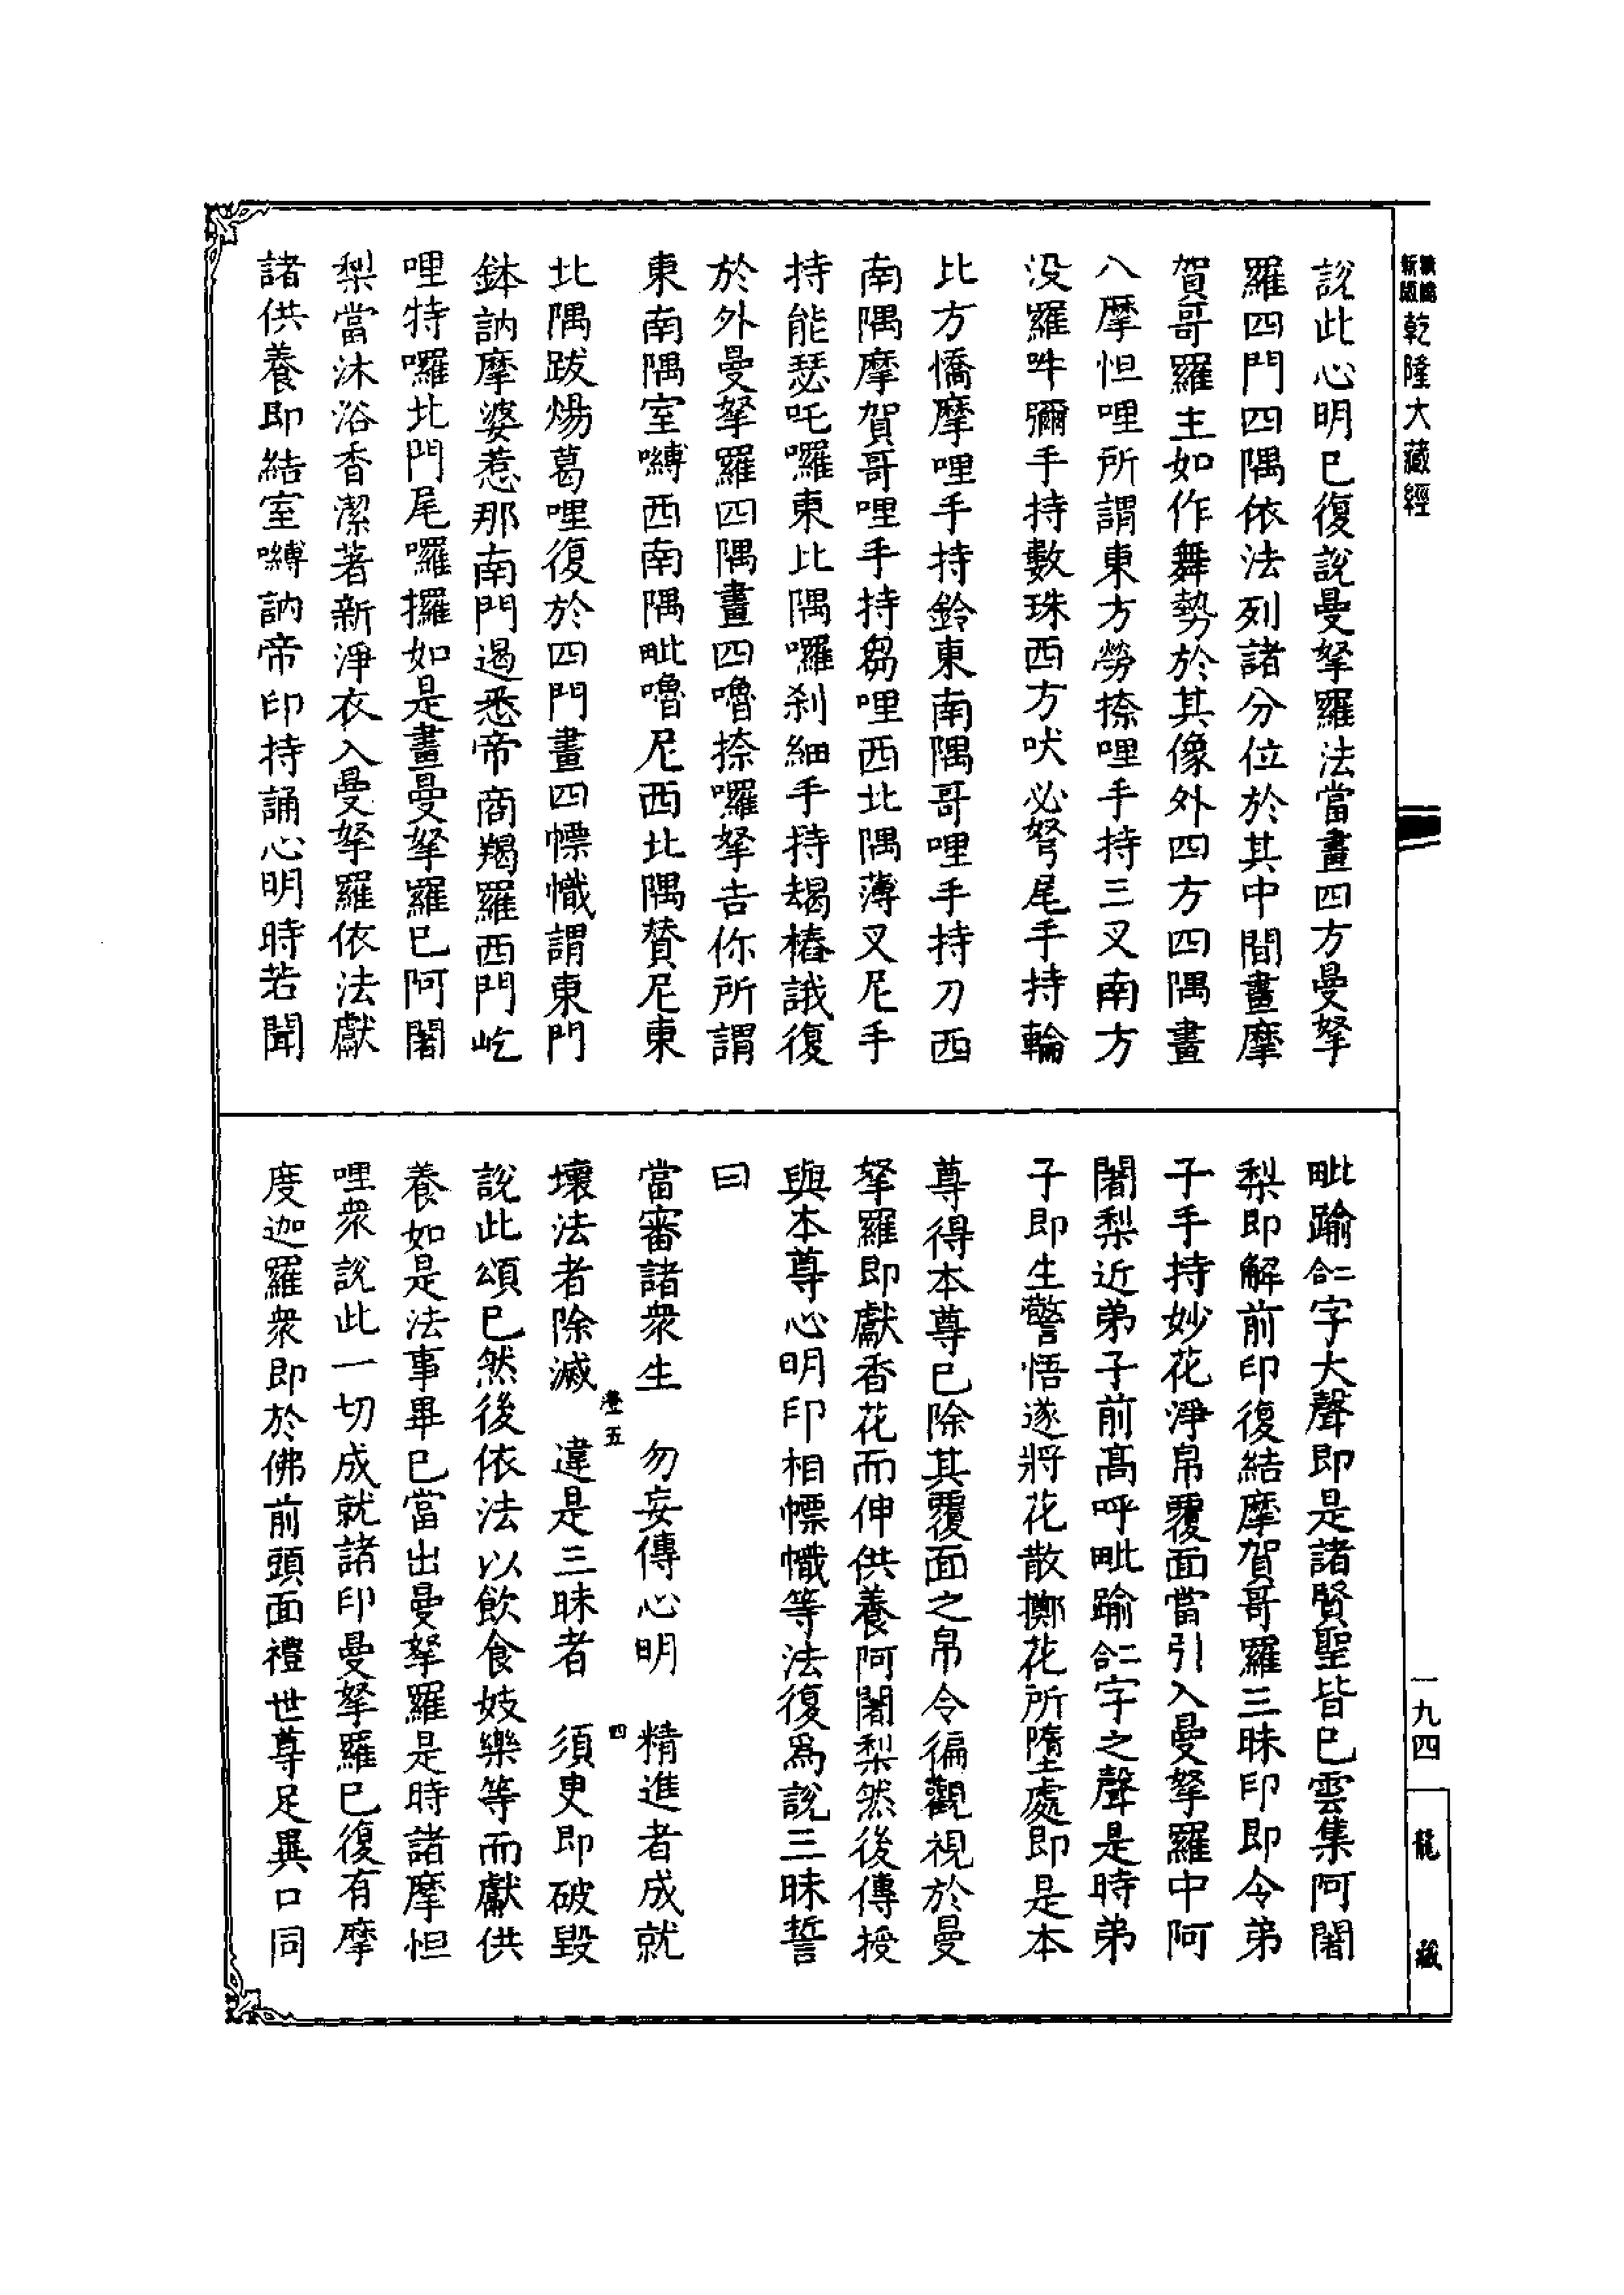 新版乾隆大藏經
說此心明已復說曼拏羅法當畫四方曼拏
羅四門四隅依法列諸分位於其中間畫摩
賀哥羅主如作舞勢於其像外四方四隅畫
八摩怛哩所謂東方勞捺哩手持三叉南方
沒羅吽彌手持數珠西方吠必弩尾手持輪
比方憍摩哩手持鈴東南隅哥哩手持刀西
南隅摩賀哥哩手持芻哩西北隅薄叉尼手
持能瑟吒囉東比隅囉剎細手持朅樁誐復
於外曼拏羅四隅畫四嚕捺囉拏吉你所謂
東南隅室嚩西南隅毗嚕尼西北隅贊尼東
北隅跋煬葛哩復於四門畫四幖幟謂東門
鉢訥摩婆惹那南門遏悉帝商羯羅西門屹
哩特囉北門尾囉攞如是畫曼拏羅已阿闍
梨當沐浴香潔著新淨衣入曼拏羅依法獻
諸供養即結室嚩訥帝印持誦心明時若聞
毗踰二合字大聲即是諸賢聖皆已雲集阿闍
梨即解前印復結摩賀哥羅三昧印即令弟
子手持妙花淨帛覆面當引入曼拏羅中阿
闍梨近弟子前高呼毗踰二合字之聲是時弟
子即生警悟遂將花散擲花所墮處即是本
尊得本尊已除其覆面之帛令徧觀視於曼
拏羅即獻香花而伸供養阿闍梨然後傳授
與本尊心明印相幖幟等法復為說三昧誓
曰
當審諸衆生 勿妄傳心明 精進者成就
壞法者除滅 違是三昧者 須臾即破毀
說此頌已然後依法以飲食妓樂等而獻供
養如是法事畢已當出曼拏羅是時諸摩怛
哩衆說此一切成就諸印曼拏羅已復有摩
度迦羅衆即於佛前頭面禮世尊足異口同
五
四
一九四
龍藏